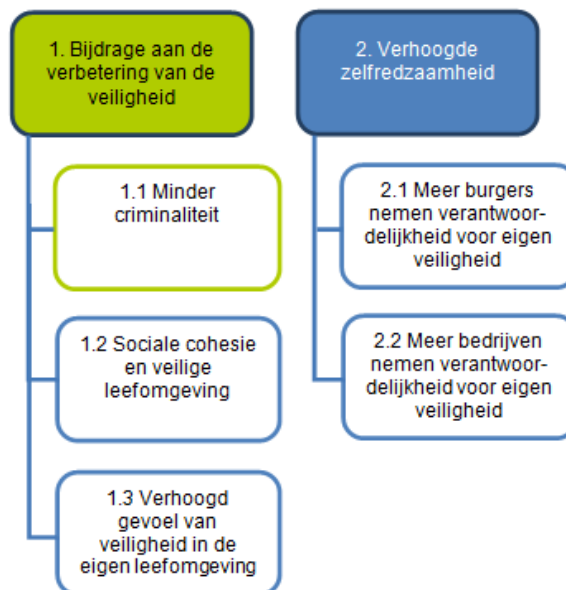 1. Bijdrage aan de
verbetering van de
veiligheid
1.1 Minder
criminaliteit
1.2 Sociale cohesie
en veilige
leefomgeving
1.3 Verhoogd
gevoel van
veiligheid in de
eigen leefomgeving
2. Verhoogde
zelfredzaamheid
2.1 Meer burgers
nemen verantwoor-
delijkheid voor eigen
veiligheid
2.2 Meer bedrijven
nemen verantwoor-
delijkheid voor eigen
veiligheid